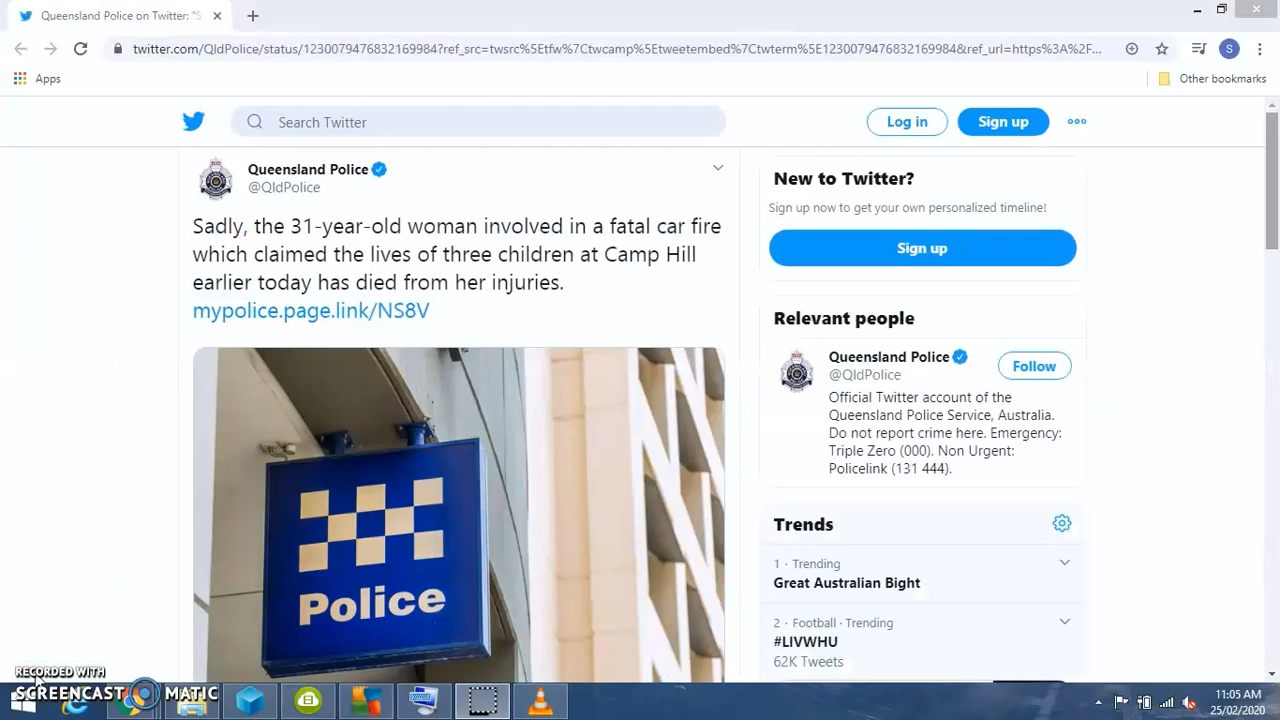 Queensland Police on Twitter: "S
twitter.com/QldPolice/status/1230079476832169984?ref_src=twsrc%5Etfw%7Ctwcamp%5Etweetembed%7Ctwterm%5E1230079476832169984&ref_url=https%3A%2F...
S
Apps
Other bookmarks
Search Twitter
Log in
Sign up
Queensland Police
@QldPolice
Sadly, the 31-year-old woman involved in a fatal car fire
which claimed the lives of three children at Camp Hill
earlier today has died from her injuries.
mypolice.page.link/NS8V
Police
New to Twitter?
Sign up now to get your own personalized timeline!
Sign up
Relevant people
Queensland Police
@QldPolice
Follow
Official Twitter account of the
Queensland Police Service, Australia.
Do not report crime here. Emergency:
Triple Zero (000). Non Urgent:
Policelink (131 444).
Trends
1 · Trending
Great Australian Bight
2 · Football · Trending
#LIVWHU
62K Tweets
RECORDED WITH
SCREENCAST MATIC
11:05 AM
25/02/2020